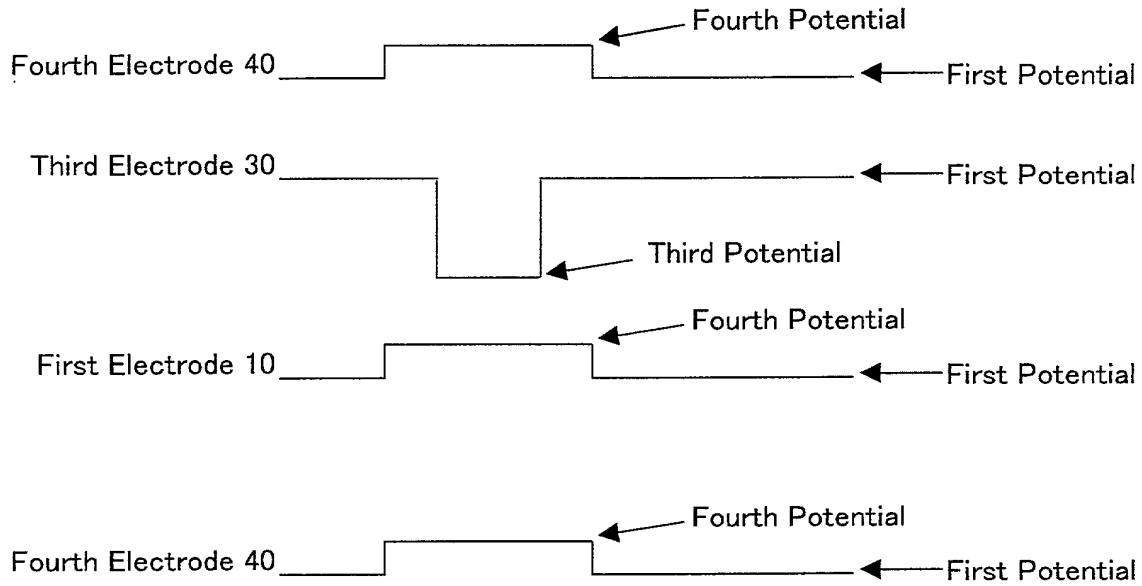 Fourth Potential
Fourth Electrode 40
First Potential
Third Electrode 30
First Potential
Third Potential
Fourth Potential
First Electrode 10
First Potential
Fourth Potential
Fourth Electrode 40
First Potential